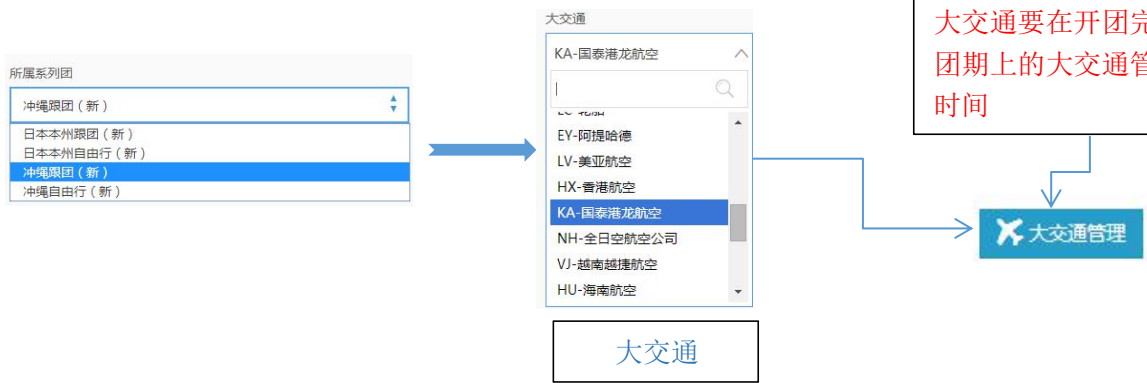 所属系列团
冲绳跟团（新）
日本本州跟团（新）
日本本州自由行（新）
冲绳跟团（新）
冲绳自由行（新）
大交通
KA-国泰港龙航空
EY-阿提哈德
LV-美亚航空
HX-香港航空
KA-国泰港龙航空
NH-全日空航空公司
VJ-越南越捷航空
HU-海南航空
大交通
大交通要在开团完
团期上的大交通管
时间
大交通管理